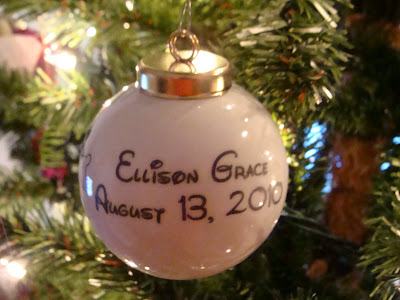 Ellison Grace
August 13, 2010